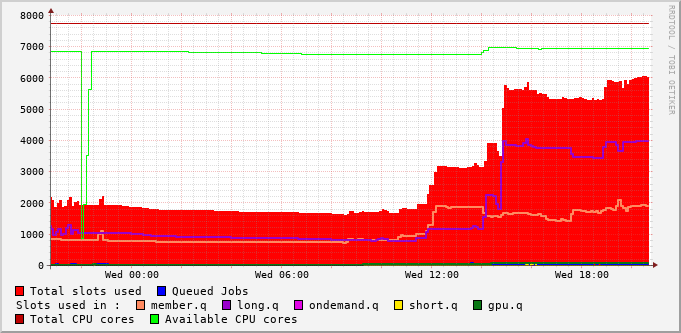 8000
7000
6000
5000
4000
3000
2000
1000
0
Wed 00:00 Wed 06:00 Wed 12:00 Wed 18:00
Total slots used Queued Jobs
Slots used in : member.q long.q ondemand.q short.q gpu.q
Total CPU cores Available CPU cores
RRDTOOL / TOBI OETIKER